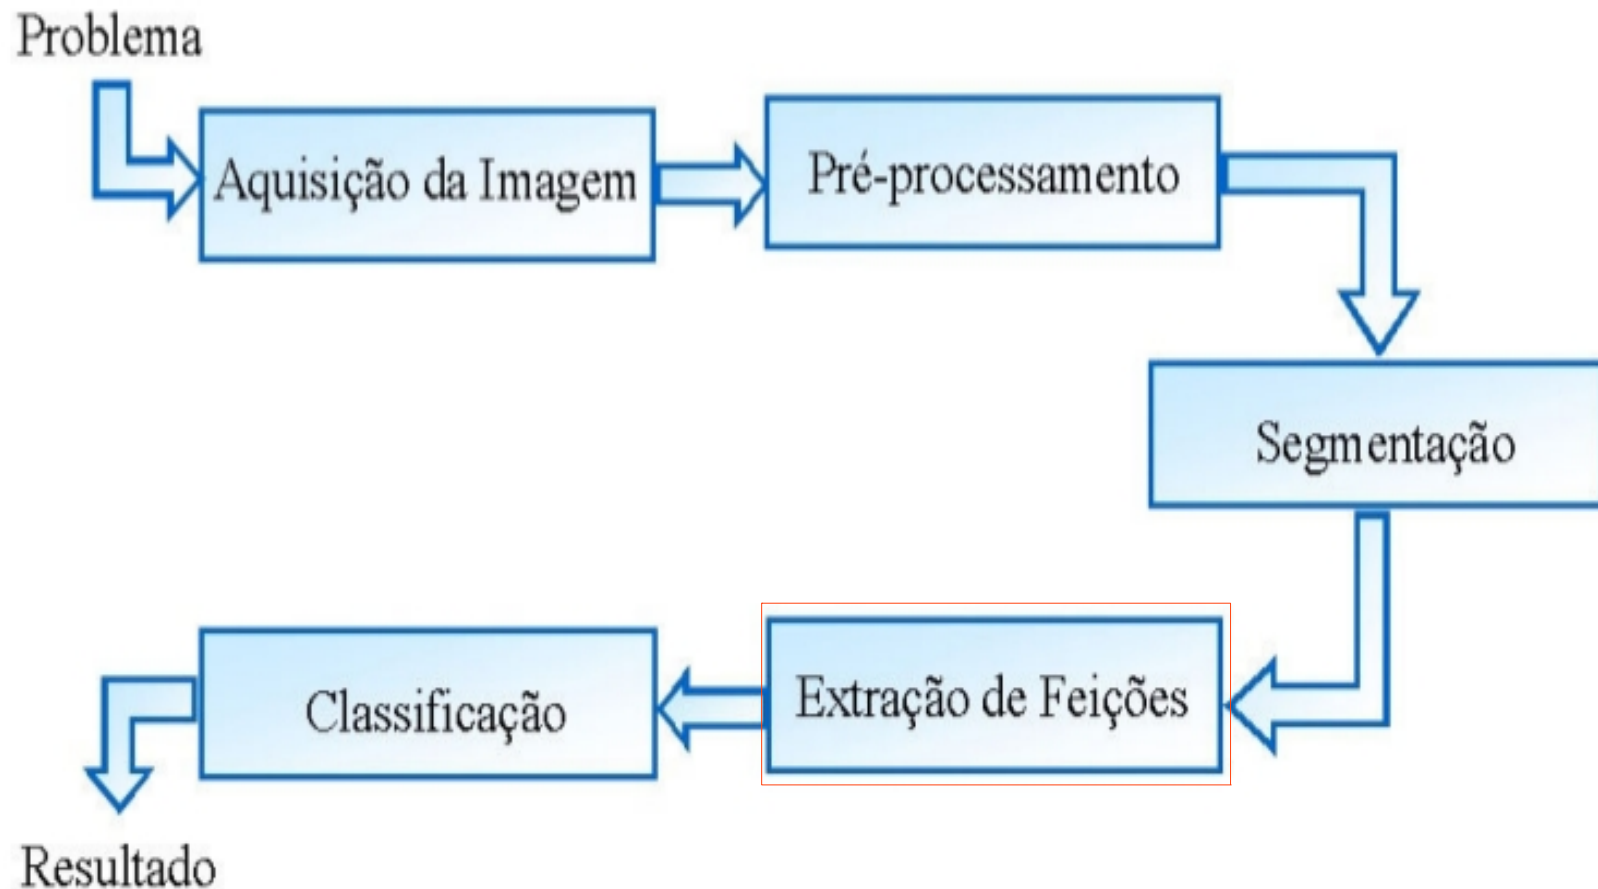 Problema
Aquisição da Imagem
Pré-processamento
Segmentação
Extração de Feições
Classificação
Resultado